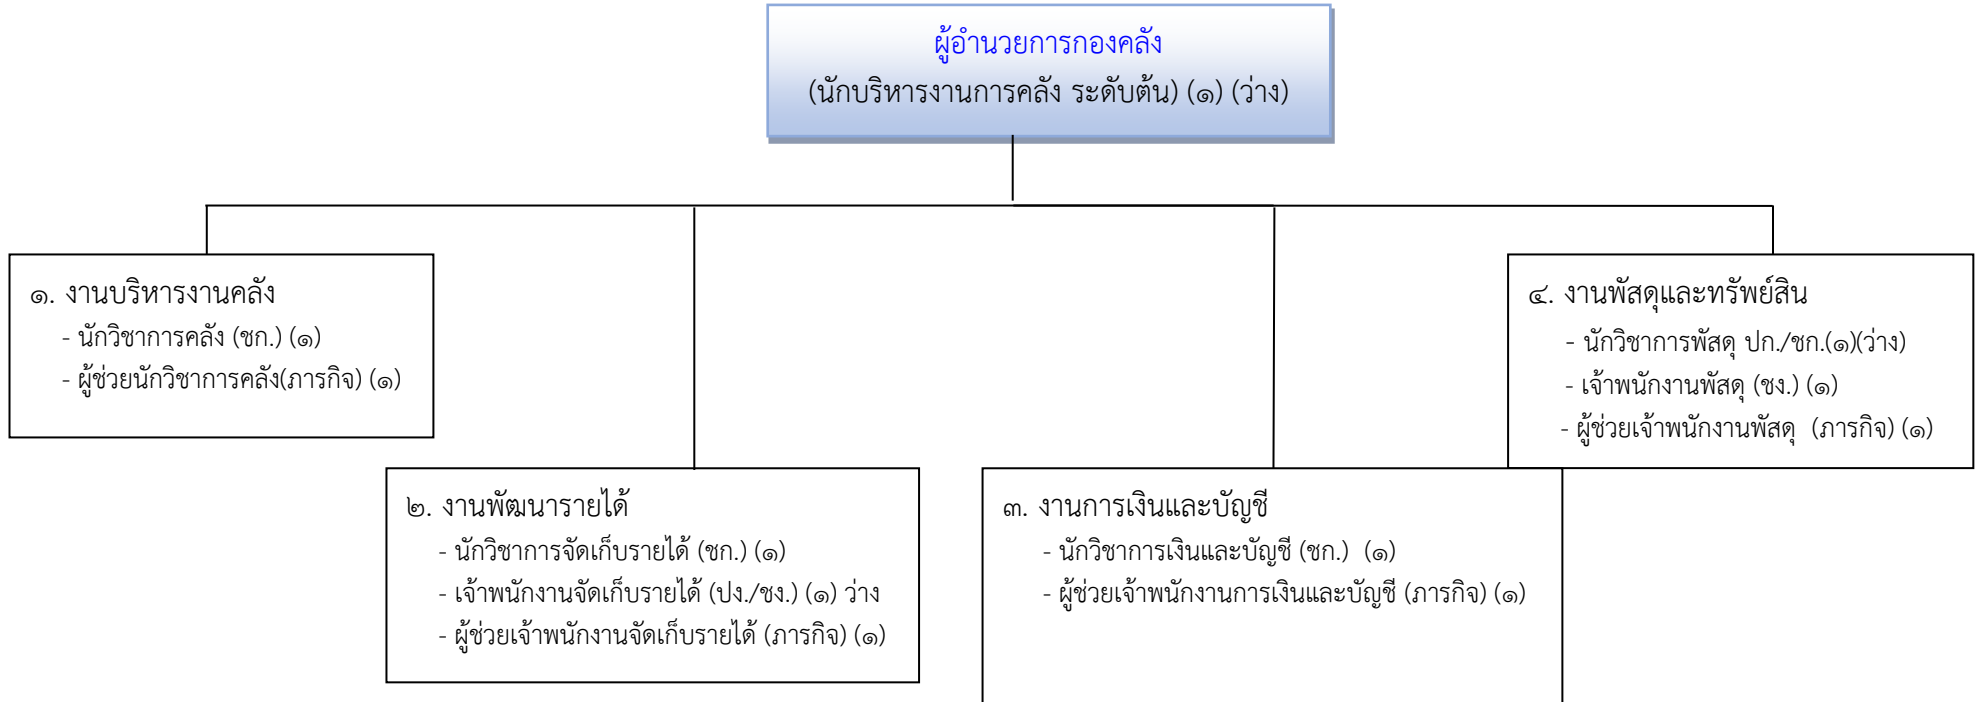 ผู้อำนวยการกองคลัง
(นักบริหารงานการคลัง ระดับต้น) (๑) (ว่าง)
๑. งานบริหารงานคลัง
- นักวิชาการคลัง (ชก.) (๑)
- ผู้ช่วยนักวิชาการคลัง(ภารกิจ) (๑)
๒. งานพัฒนารายได้
- นักวิชาการจัดเก็บรายได้ (ชก.) (๑)
- เจ้าพนักงานจัดเก็บรายได้ (ปง./ชง.) (๑) ว่าง
- ผู้ช่วยเจ้าพนักงานจัดเก็บรายได้ (ภารกิจ) (๑)
๓. งานการเงินและบัญชี
- นักวิชาการเงินและบัญชี (ชก.) (๑)
- ผู้ช่วยเจ้าพนักงานการเงินและบัญชี (ภารกิจ) (๑)
๔. งานพัสดุและทรัพย์สิน
- นักวิชาการพัสดุ ปก./ชก.(๑)(ว่าง)
- เจ้าพนักงานพัสดุ (ชง.) (๑)
- ผู้ช่วยเจ้าพนักงานพัสดุ (ภารกิจ) (๑)